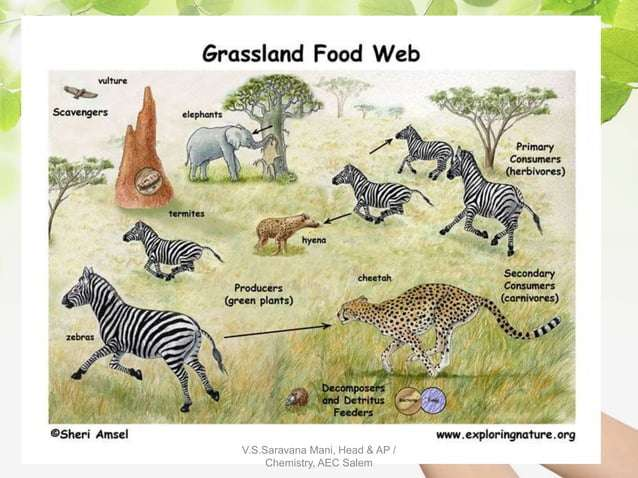 Grassland Food Web
vulture
Scavengers
elephants
Primary
Consumers
(herbivores)
termites
hyena
Producers
(green plants)
cheetah
Secondary
Consumers
(carnivores)
zebras
Decomposers
and Detritus
Feeders
©Sheri Amsel
www.exploringnature.org
V.S.Saravana Mani, Head & AP /
Chemistry, AEC Salem